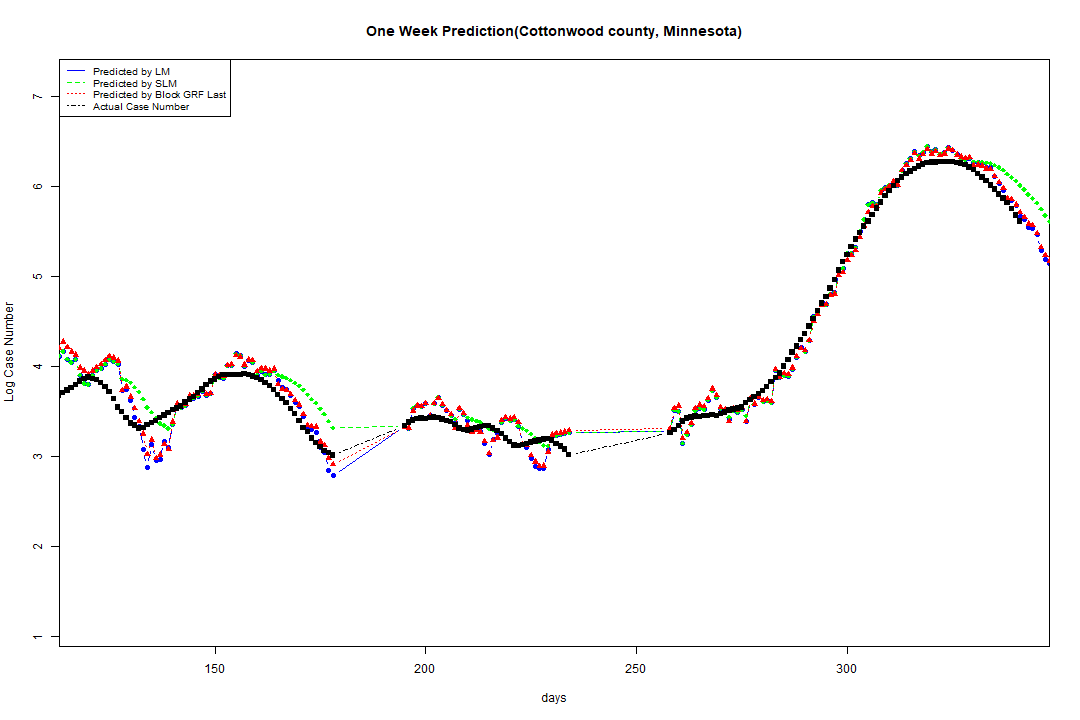 One Week Prediction(Cottonwood county, Minnesota)
Predicted by LM
Predicted by SLM
Predicted by Block GRF Last
Actual Case Number
7
6
5
4
3
2
1
Log Case Number
150 200 250 300
days